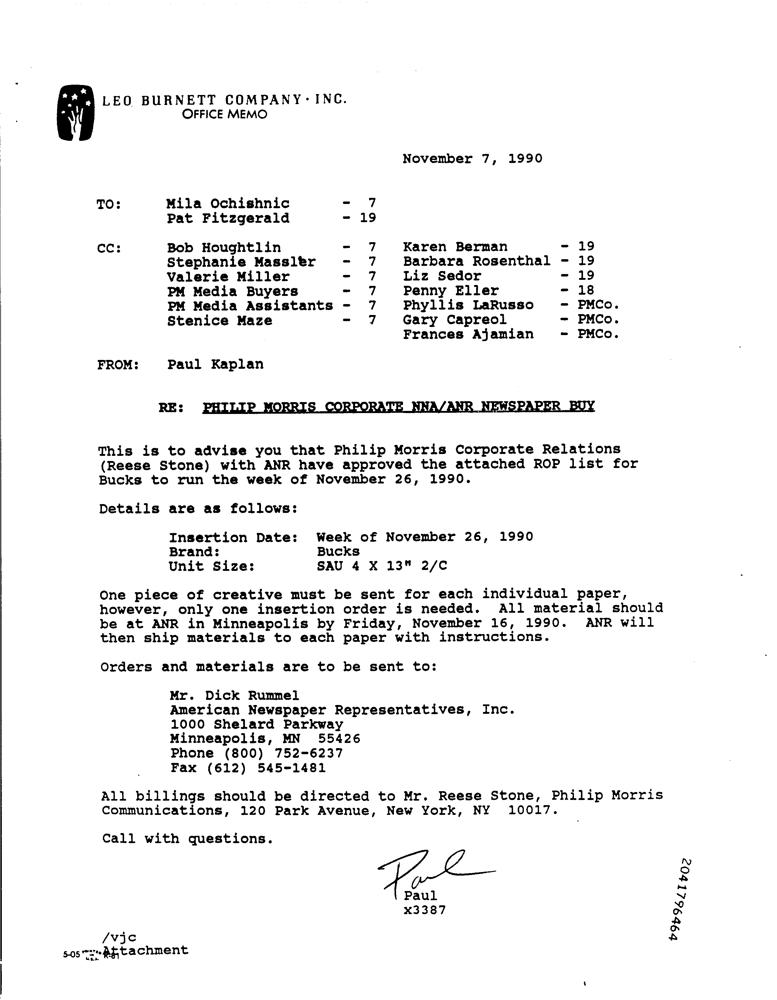 LEO BURNETT COMPANY · INC.
OFFICE MEMO
November 7, 1990
TO: Mila Ochishnic - 7
Pat Fitzgerald - 19
CC: Bob Houghtlin - 7 Karen Berman - 19
Stephanie Massler - 7 Barbara Rosenthal - 19
Valerie Miller - 7 Liz Sedor - 19
PM Media Buyers - 7 Penny Eller - 18
PM Media Assistants - 7 Phyllis LaRusso - PMCo.
Stenice Maze - 7 Gary Capreol - PMCo.
Frances Ajamian - PMCo.
FROM: Paul Kaplan
RE: PHILIP MORRIS CORPORATE NNA/ANR NEWSPAPER BUY
This is to advise you that Philip Morris Corporate Relations
(Reese Stone) with ANR have approved the attached ROP list for
Bucks to run the week of November 26, 1990.
Details are as follows:
Insertion Date: Week of November 26, 1990
Brand: Bucks
Unit Size: SAU 4 X 13" 2/C
One piece of creative must be sent for each individual paper,
however, only one insertion order is needed. All material should
be at ANR in Minneapolis by Friday, November 16, 1990. ANR will
then ship materials to each paper with instructions.
Orders and materials are to be sent to:
Mr. Dick Rummel
American Newspaper Representatives, Inc.
1000 Shelard Parkway
Minneapolis, MN 55426
Phone (800) 752-6237
Fax (612) 545-1481
All billings should be directed to Mr. Reese Stone, Philip Morris
Communications, 120 Park Avenue, New York, NY 10017.
Call with questions.
Paul
Paul
x3387
2041796464
/vjc
5-05 Attachment